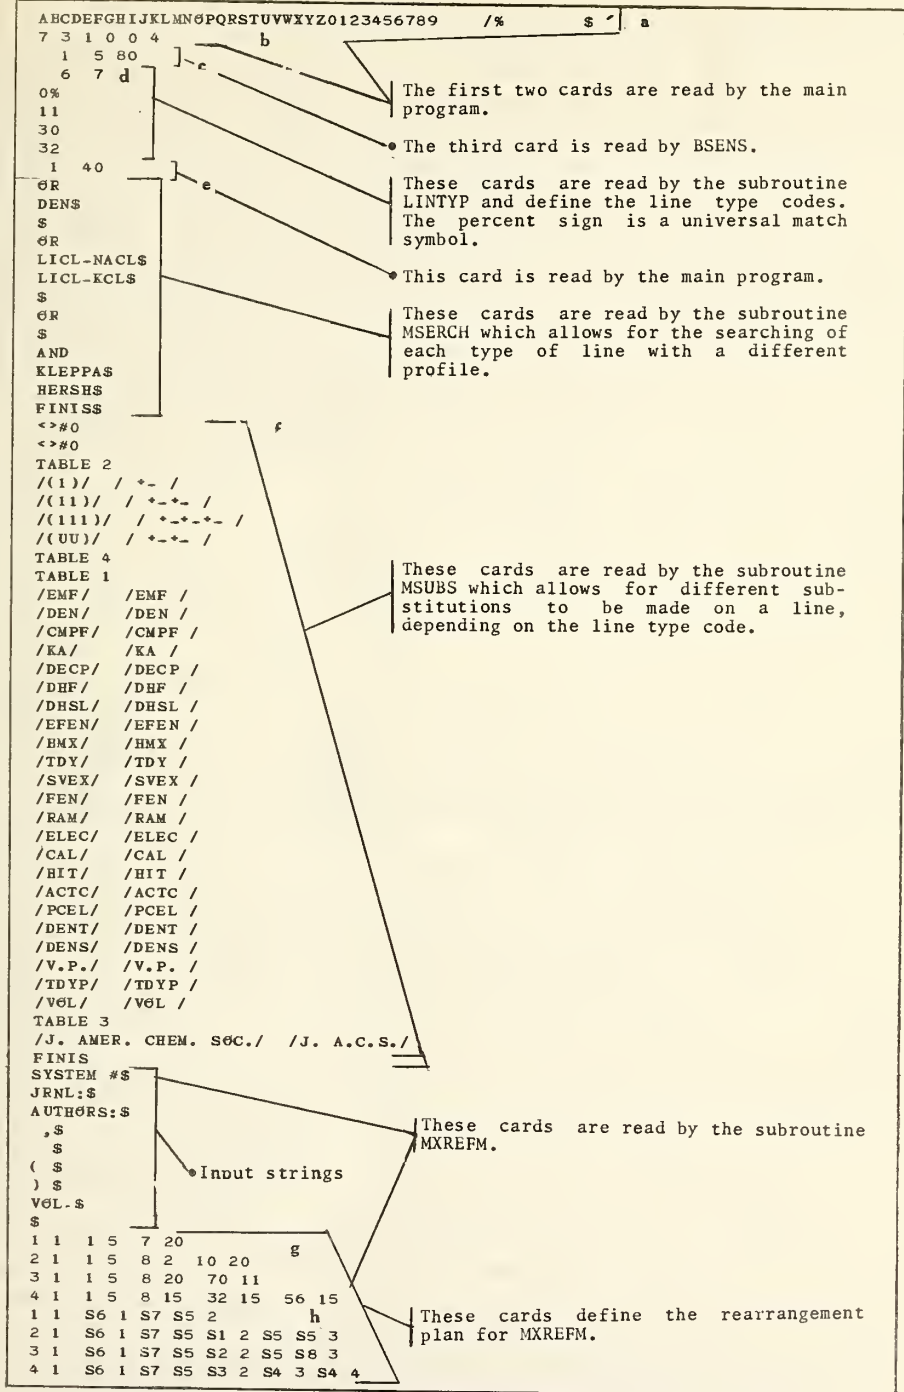 ABCDEFGHIJKLMNØPQRSTUVWXYZ0123456789 /% $ ' a
7 3 1 0 0 4 b
1 5 80 c
6 7 d
0%
11
30
32
1 40 e
ØR
DEN$
$
ØR
LICL-NACL$
LICL-KCL$
$
ØR
$
AND
KLEPPA$
HERSH$
FINIS$
<>#0 f
<>#0
TABLE 2
/(1)/ / +- /
/(11)/ / +-+- /
/(111)/ / +-+-+- /
/(UU)/ / +-+- /
TABLE 4
TABLE 1
/EMF/ /EMF /
/DEN/ /DEN /
/CMPF/ /CMPF /
/KA/ /KA /
/DECP/ /DECP /
/DHF/ /DHF /
/DHSL/ /DHSL /
/EFEN/ /EFEN /
/HMX/ /HMX /
/TDY/ /TDY /
/SVEX/ /SVEX /
/FEN/ /FEN /
/RAM/ /RAM /
/ELEC/ /ELEC /
/CAL/ /CAL /
/HIT/ /HIT /
/ACTC/ /ACTC /
/PCEL/ /PCEL /
/DENT/ /DENT /
/DENS/ /DENS /
/V.P./ /V.P. /
/TDYP/ /TDYP /
/VØL/ /VØL /
TABLE 3
/J. AMER. CHEM. SØC./ /J. A.C.S./
FINIS
SYSTEM #$
JRNL:$
AUTHØRS:$
,$
$
( $
) $
VØL-$
$
1 1 1 5 7 20 g
2 1 1 5 8 2 10 20
3 1 1 5 8 20 70 11
4 1 1 5 8 15 32 15 56 15
1 1 S6 1 S7 S5 2 h
2 1 S6 1 S7 S5 S1 2 S5 S5 3
3 1 S6 1 S7 S5 S2 2 S5 S8 3
4 1 S6 1 S7 S5 S3 2 S4 3 S4 4
The first two cards are read by the main
program.
The third card is read by BSENS.
These cards are read by the subroutine
LINTYP and define the line type codes.
The percent sign is a universal match
symbol.
This card is read by the main program.
These cards are read by the subroutine
MSERCH which allows for the searching of
each type of line with a different
profile.
These cards are read by the subroutine
MSUBS which allows for different sub-
stitutions to be made on a line,
depending on the line type code.
These cards are read by the subroutine
MXREFM.
Input strings
These cards define the rearrangement
plan for MXREFM.